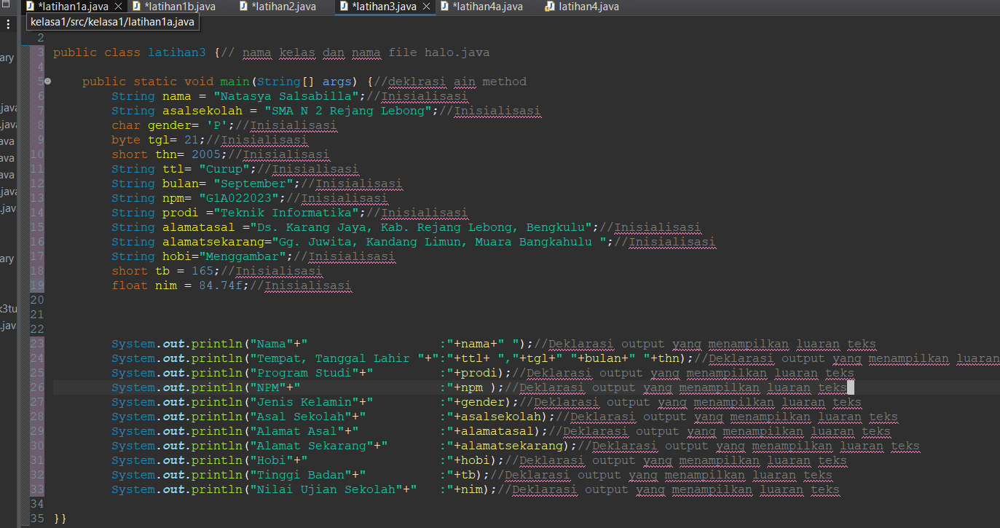 *latihan1a.java *latihan1b.java *latihan2.java *latihan3.java *latihan4a.java latihan4.java
kelasa1/src/kelasa1/latihan1a.java
2
ary
3 public class latihan3 {// nama kelas dan nama file halo.java
4
5 public static void main(String[] args) {//deklrasi ain method
6 String nama = "Natasya Salsabilla";//Inisialisasi
.java
7 String asalsekolah = "SMA N 2 Rejang Lebong";//Inisialisasi
.java
8 char gender= 'P';//Inisialisasi
ava
9 byte tgl= 21;//Inisialisasi
ava
10 short thn= 2005;//Inisialisasi
ava
11 String ttl= "Curup";//Inisialisasi
.java
12 String bulan= "September";//Inisialisasi
.jav
13 String npm= "G1A022023";//Inisialisasi
14 String prodi ="Teknik Informatika";//Inisialisasi
15 String alamatasal ="Ds. Karang Jaya, Kab. Rejang Lebong, Bengkulu";//Inisialisasi
16 String alamatsekarang="Gg. Juwita, Kandang Limun, Muara Bangkahulu ";//Inisialisasi
ary
17 String hobi="Menggambar";//Inisialisasi
18 short tb = 165;//Inisialisasi
19 float nim = 84.74f;//Inisialisasi
20
k3tu
21
.jav
22
23 System.out.println("Nama"+"                  :"+nama+" ");//Deklarasi output yang menampilkan luaran teks
24 System.out.println("Tempat, Tanggal Lahir "+":"+ttl+ ","+tgl+" "+bulan+" "+thn);//Deklarasi output yang menampilkan luaran
25 System.out.println("Program Studi"+"         :"+prodi);//Deklarasi output yang menampilkan luaran teks
26 System.out.println("NPM"+"                   :"+npm );//Deklarasi output yang menampilkan luaran teks
27 System.out.println("Jenis Kelamin"+"         :"+gender);//Deklarasi output yang menampilkan luaran teks
28 System.out.println("Asal Sekolah"+"          :"+asalsekolah);//Deklarasi output yang menampilkan luaran teks
29 System.out.println("Alamat Asal"+"           :"+alamatasal);//Deklarasi output yang menampilkan luaran teks
30 System.out.println("Alamat Sekarang"+"       :"+alamatsekarang);//Deklarasi output yang menampilkan luaran teks
31 System.out.println("Hobi"+"                  :"+hobi);//Deklarasi output yang menampilkan luaran teks
32 System.out.println("Tinggi Badan"+"          :"+tb);//Deklarasi output yang menampilkan luaran teks
33 System.out.println("Nilai Ujian Sekolah"+"   :"+nim);//Deklarasi output yang menampilkan luaran teks
34
35 }}